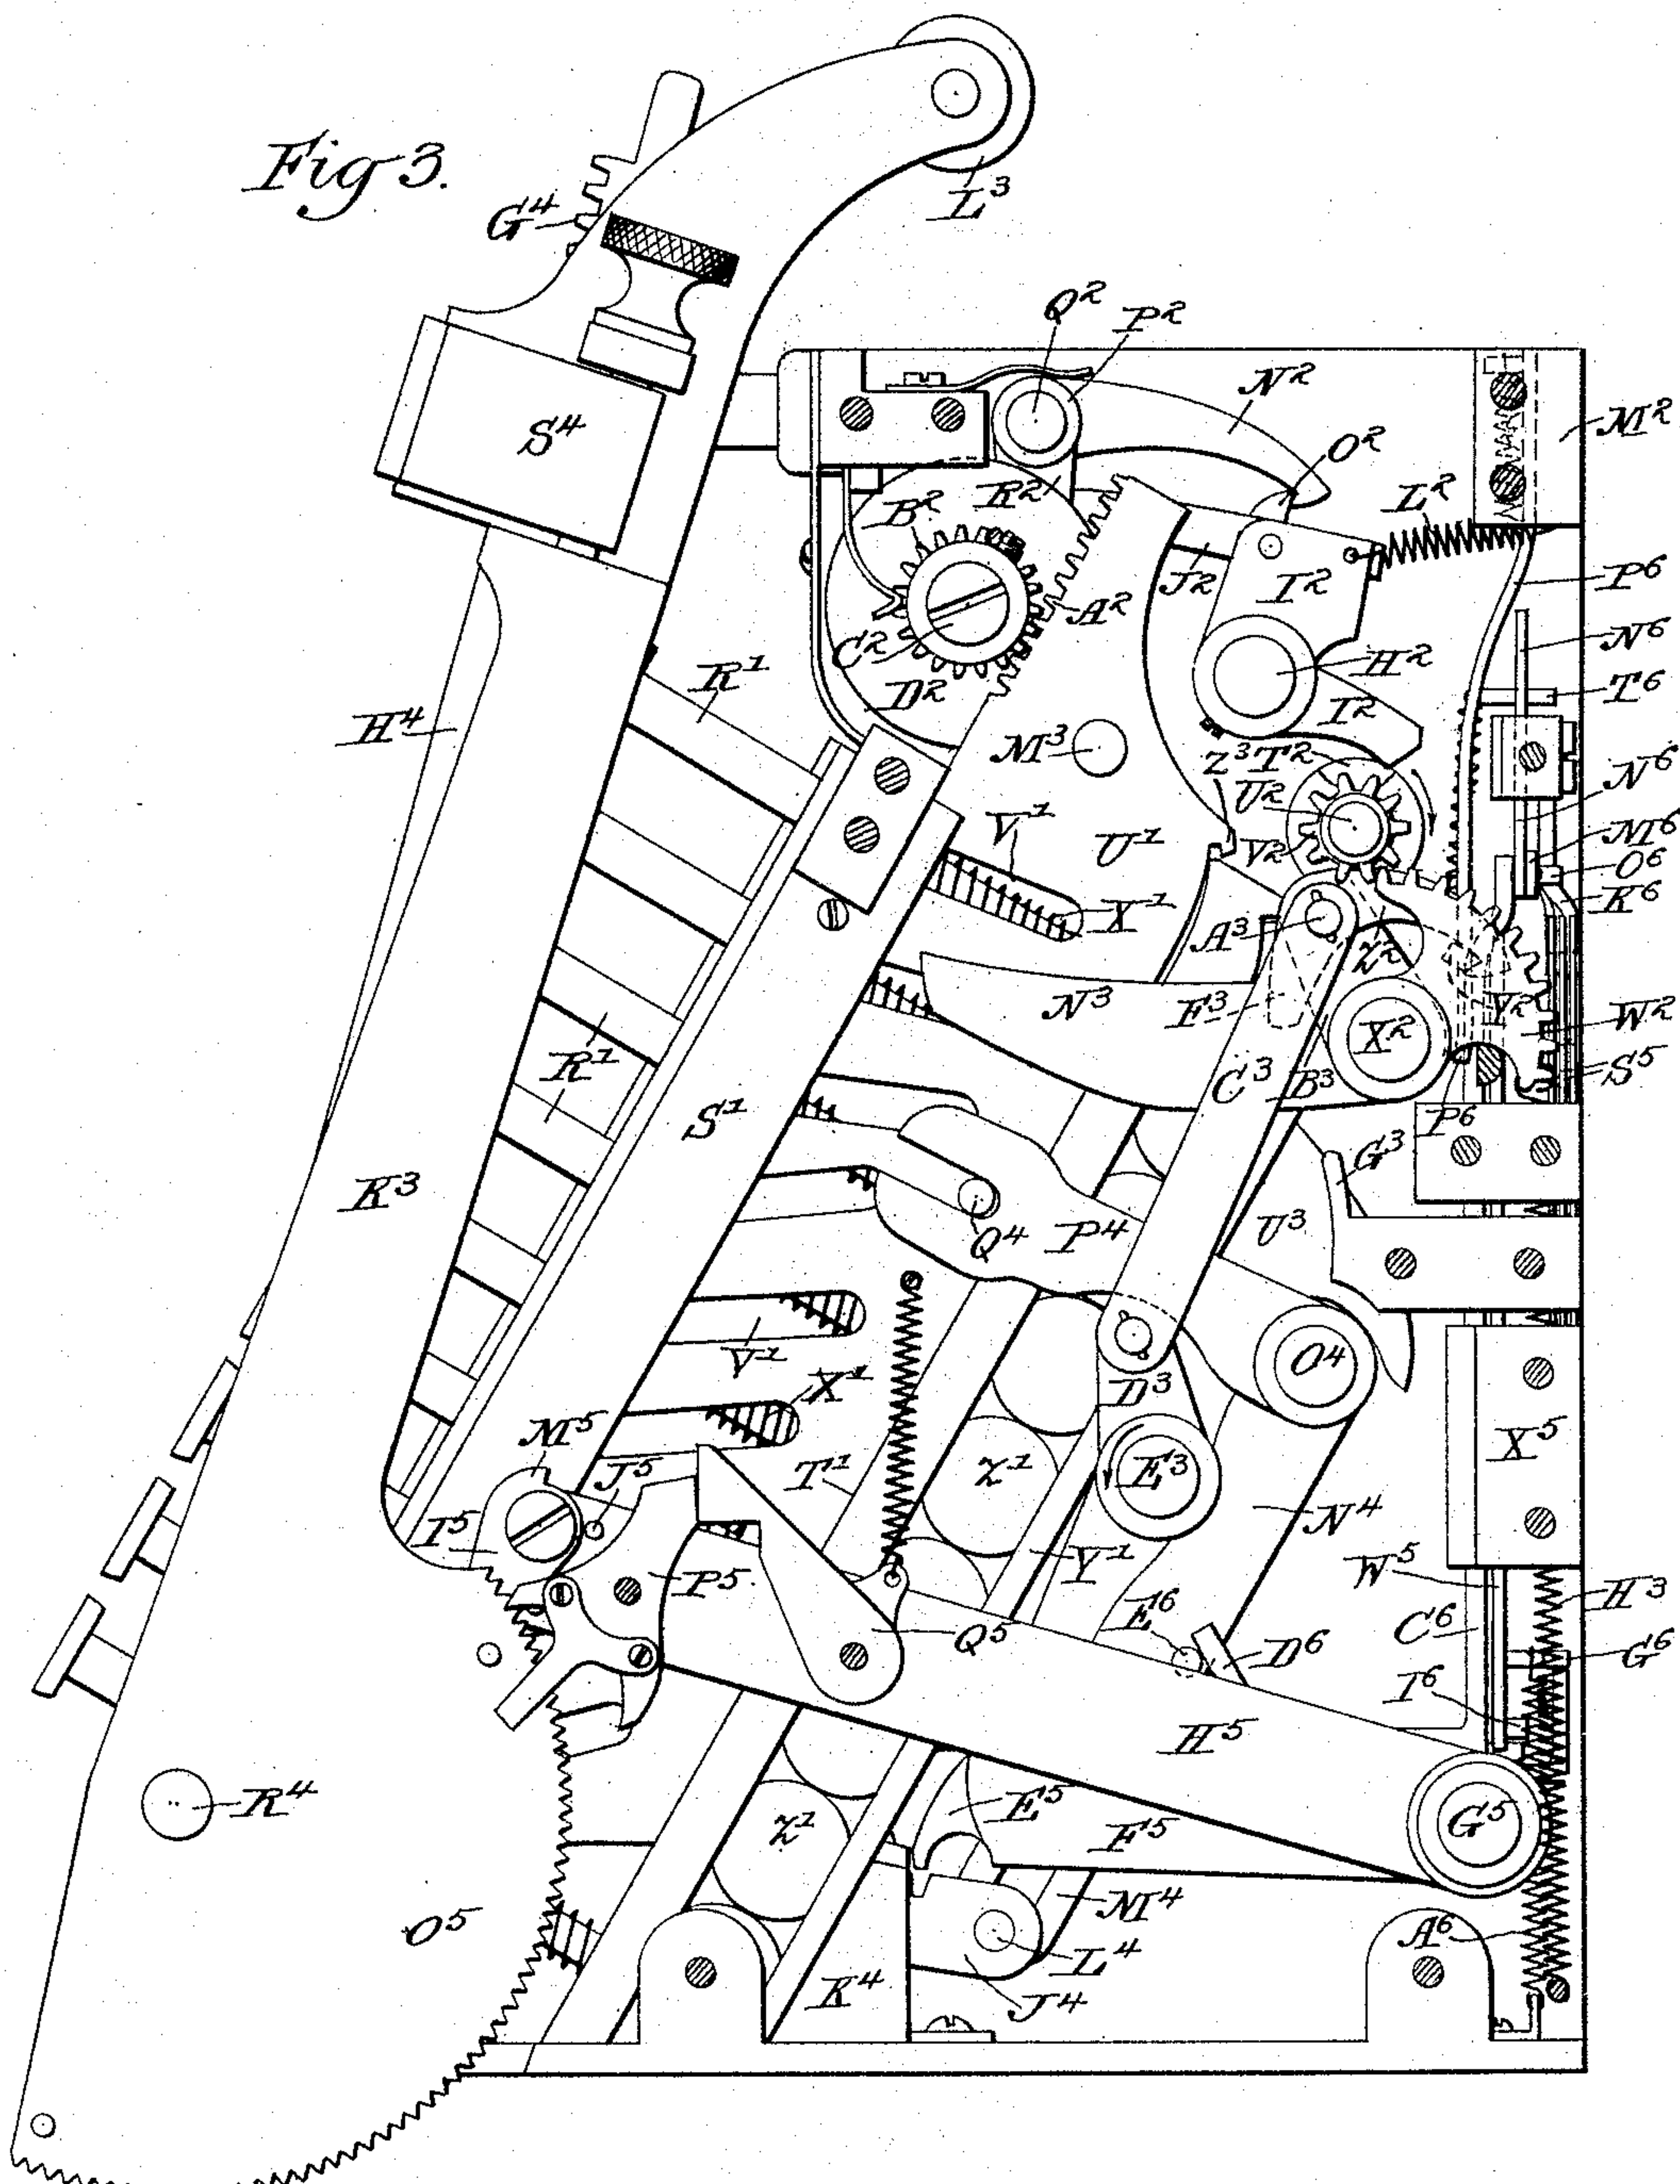 Fig 3.
L³
G⁴
Q² P²
N²
M²
S⁴
O²
L²
R²
B²
J² I² P⁶
A²
C²
N⁶
H²
R¹
D²
T⁶
I²
H⁴
M³
Z³ T²
N⁶
U²
V¹
U¹
V²
M⁶
O⁶
X¹
K⁶
A³
Z²
N³
F³
V²
X²
W²
R¹
C³ B³
S⁵
S¹
P⁶
G³
K³
Q⁴ P⁴
U³
O⁴
V¹
D³
X¹
M⁵
X⁵
J⁵
T¹
Z¹
E³
N⁴
I⁵
P⁵
Y¹
W⁵
H³
E⁶
Q⁵
D⁶
C⁶
G⁶
I⁶
H⁵
R⁴
E⁵
Z¹
F⁵
G⁵
M⁴
O⁵
A⁶
L⁴
K⁴
J⁴